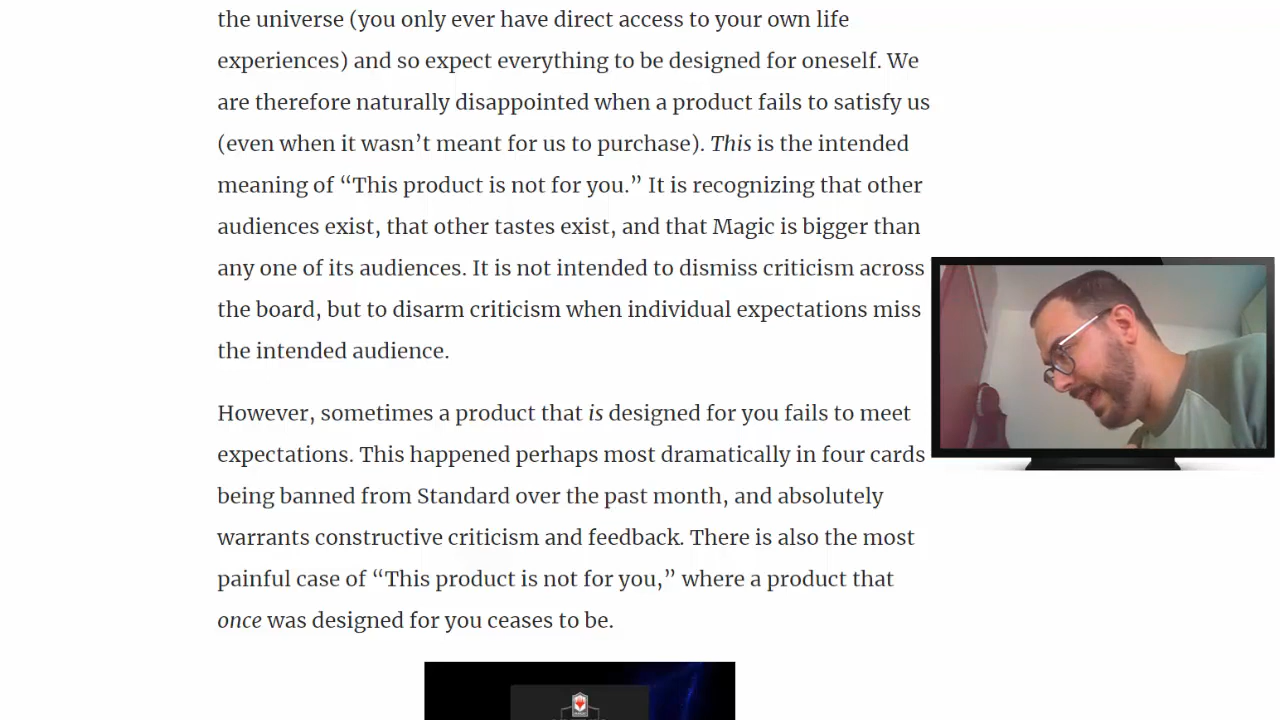 the universe (you only ever have direct access to your own life
experiences) and so expect everything to be designed for oneself. We
are therefore naturally disappointed when a product fails to satisfy us
(even when it wasn’t meant for us to purchase). This is the intended
meaning of “This product is not for you.” It is recognizing that other
audiences exist, that other tastes exist, and that Magic is bigger than
any one of its audiences. It is not intended to dismiss criticism across
the board, but to disarm criticism when individual expectations miss
the intended audience.
However, sometimes a product that is designed for you fails to meet
expectations. This happened perhaps most dramatically in four cards
being banned from Standard over the past month, and absolutely
warrants constructive criticism and feedback. There is also the most
painful case of “This product is not for you,” where a product that
once was designed for you ceases to be.